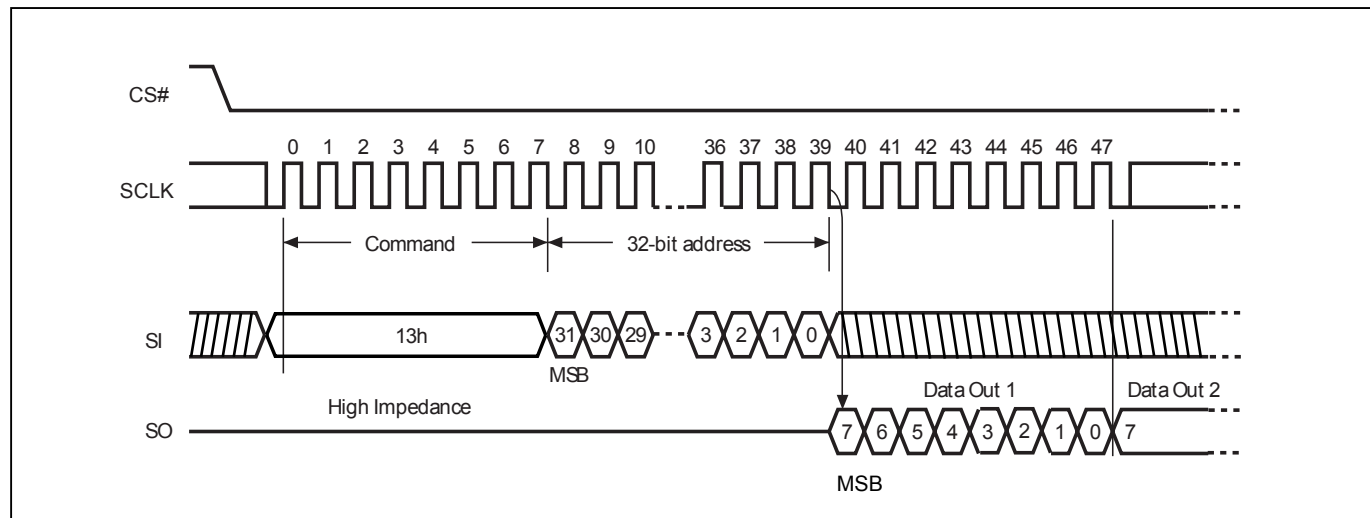 CS#
0 1 2 3 4 5 6 7 8 9 10 36 37 38 39 40 41 42 43 44 45 46 47
SCLK
Command 32-bit address
SI 13h 31 30 29 3 2 1 0
MSB
High Impedance Data Out 1 Data Out 2
SO 7 6 5 4 3 2 1 0 7
MSB